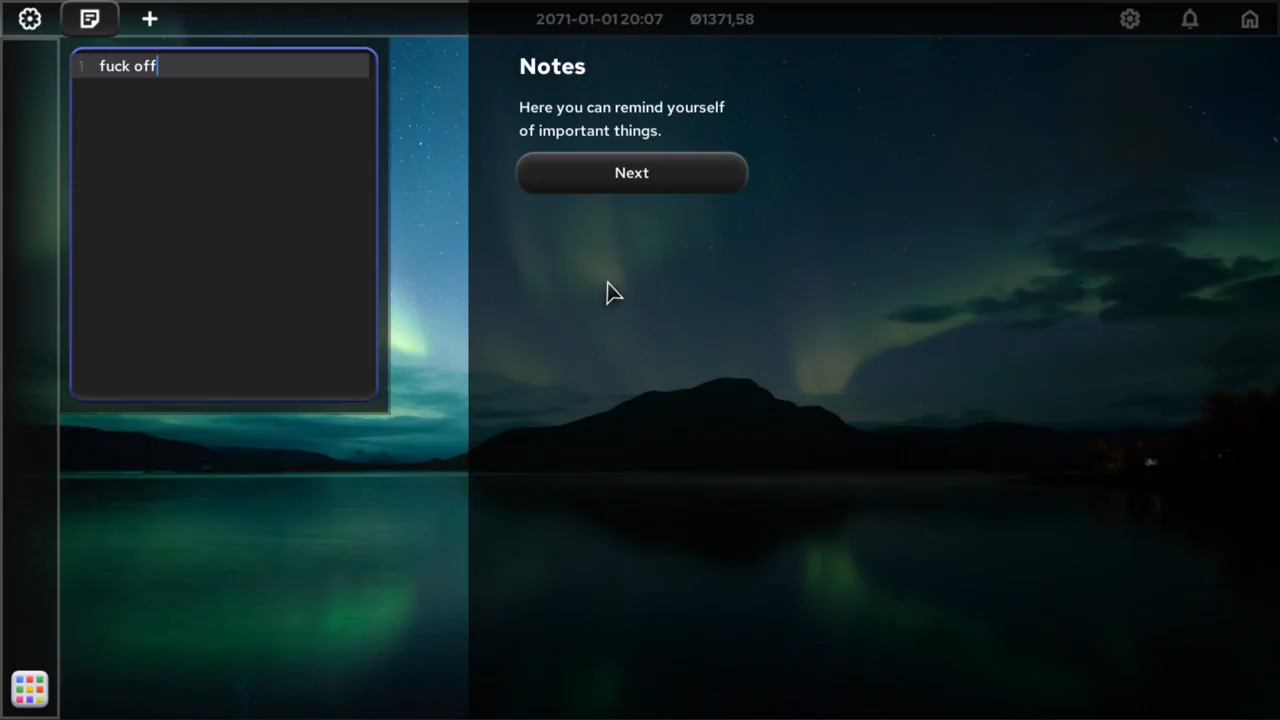 2071-01-01 20:07 Ø1371,58
1 fuck off
Notes
Here you can remind yourself
of important things.
Next